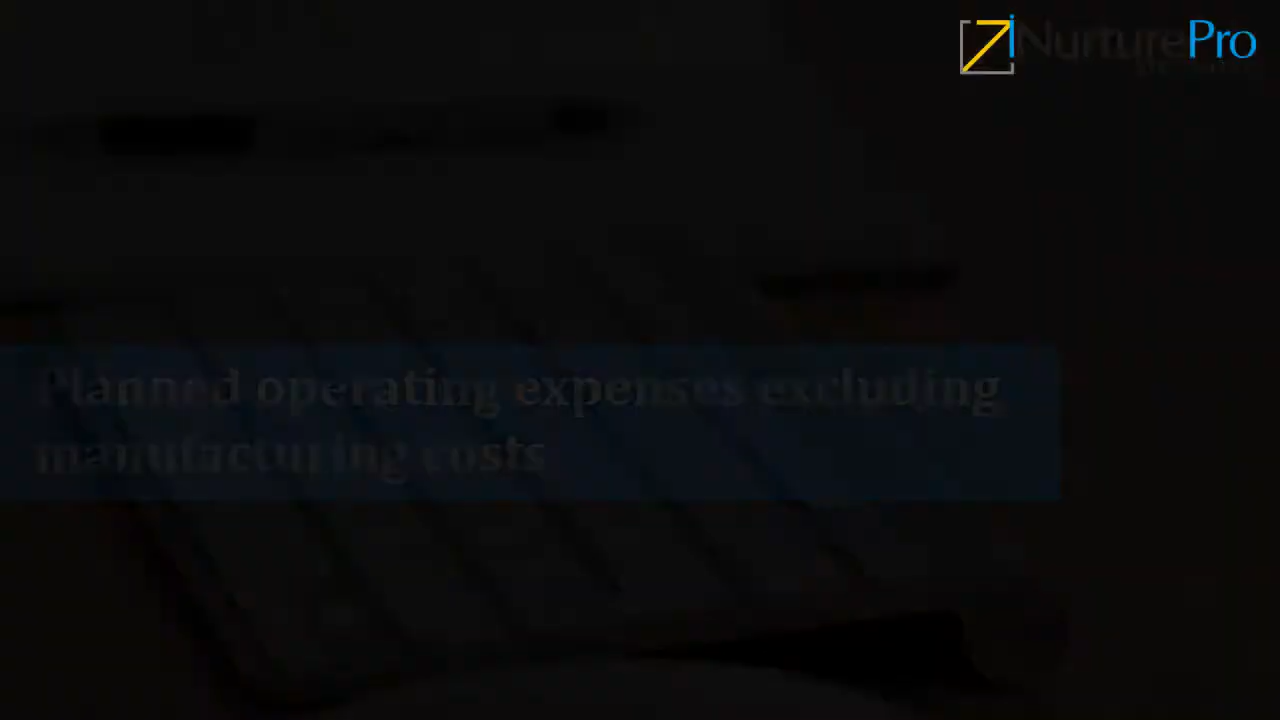 NurturePro
Planned operating expenses excluding
manufacturing costs